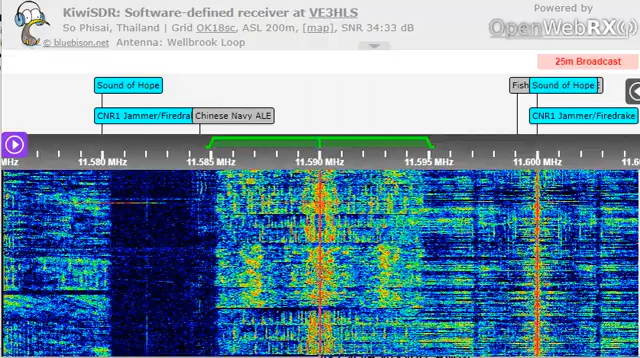 KiwiSDR: Software-defined receiver at VE3HLS
Powered by
So Phisai, Thailand | Grid OK18sc, ASL 200m, [map], SNR 34:33 dB
OpenWebRX
© bluebison.net Antenna: Wellbrook Loop
25m Broadcast
Sound of Hope
Fish
Sound of Hope
E
CNR1 Jammer/Firedra
Chinese Navy ALE
CNR1 Jammer/Firedrake
MHz 11.580 MHz 11.585 MHz 11.590 MHz 11.595 MHz 11.600 MHz 11.6